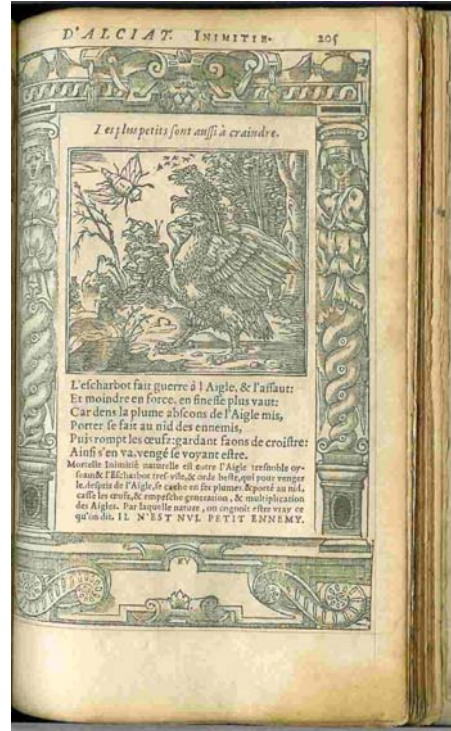 D'ALCIAT. INIMITIE. 205
Les plus petits sont aussi à craindre.
L'escharbot fait guerre à l Aigle, & l'assaut:
Et moindre en force, en finesse plus vaut:
Car dens la plume abscons de l'Aigle mis,
Porter se fait au nid des ennemis,
Puis rompt les œufz: gardant faons de croistre:
Ainsi s'en va, vengé se voyant estre.
Mortelle Inimitié naturelle est entre l'Aigle tresnoble oy-
seau & l'Escharbot tres-viste, & orde beste, qui pour venger
le despris de l'Aigle, se cache en ses plumes, & porté au nid,
casse les œufs, & empesche generation, & multiplication
des Aigles. Par laquelle nature, on cognoit estre vray ce
qu'on dit. IL N'EST NVL PETIT ENNEMY.